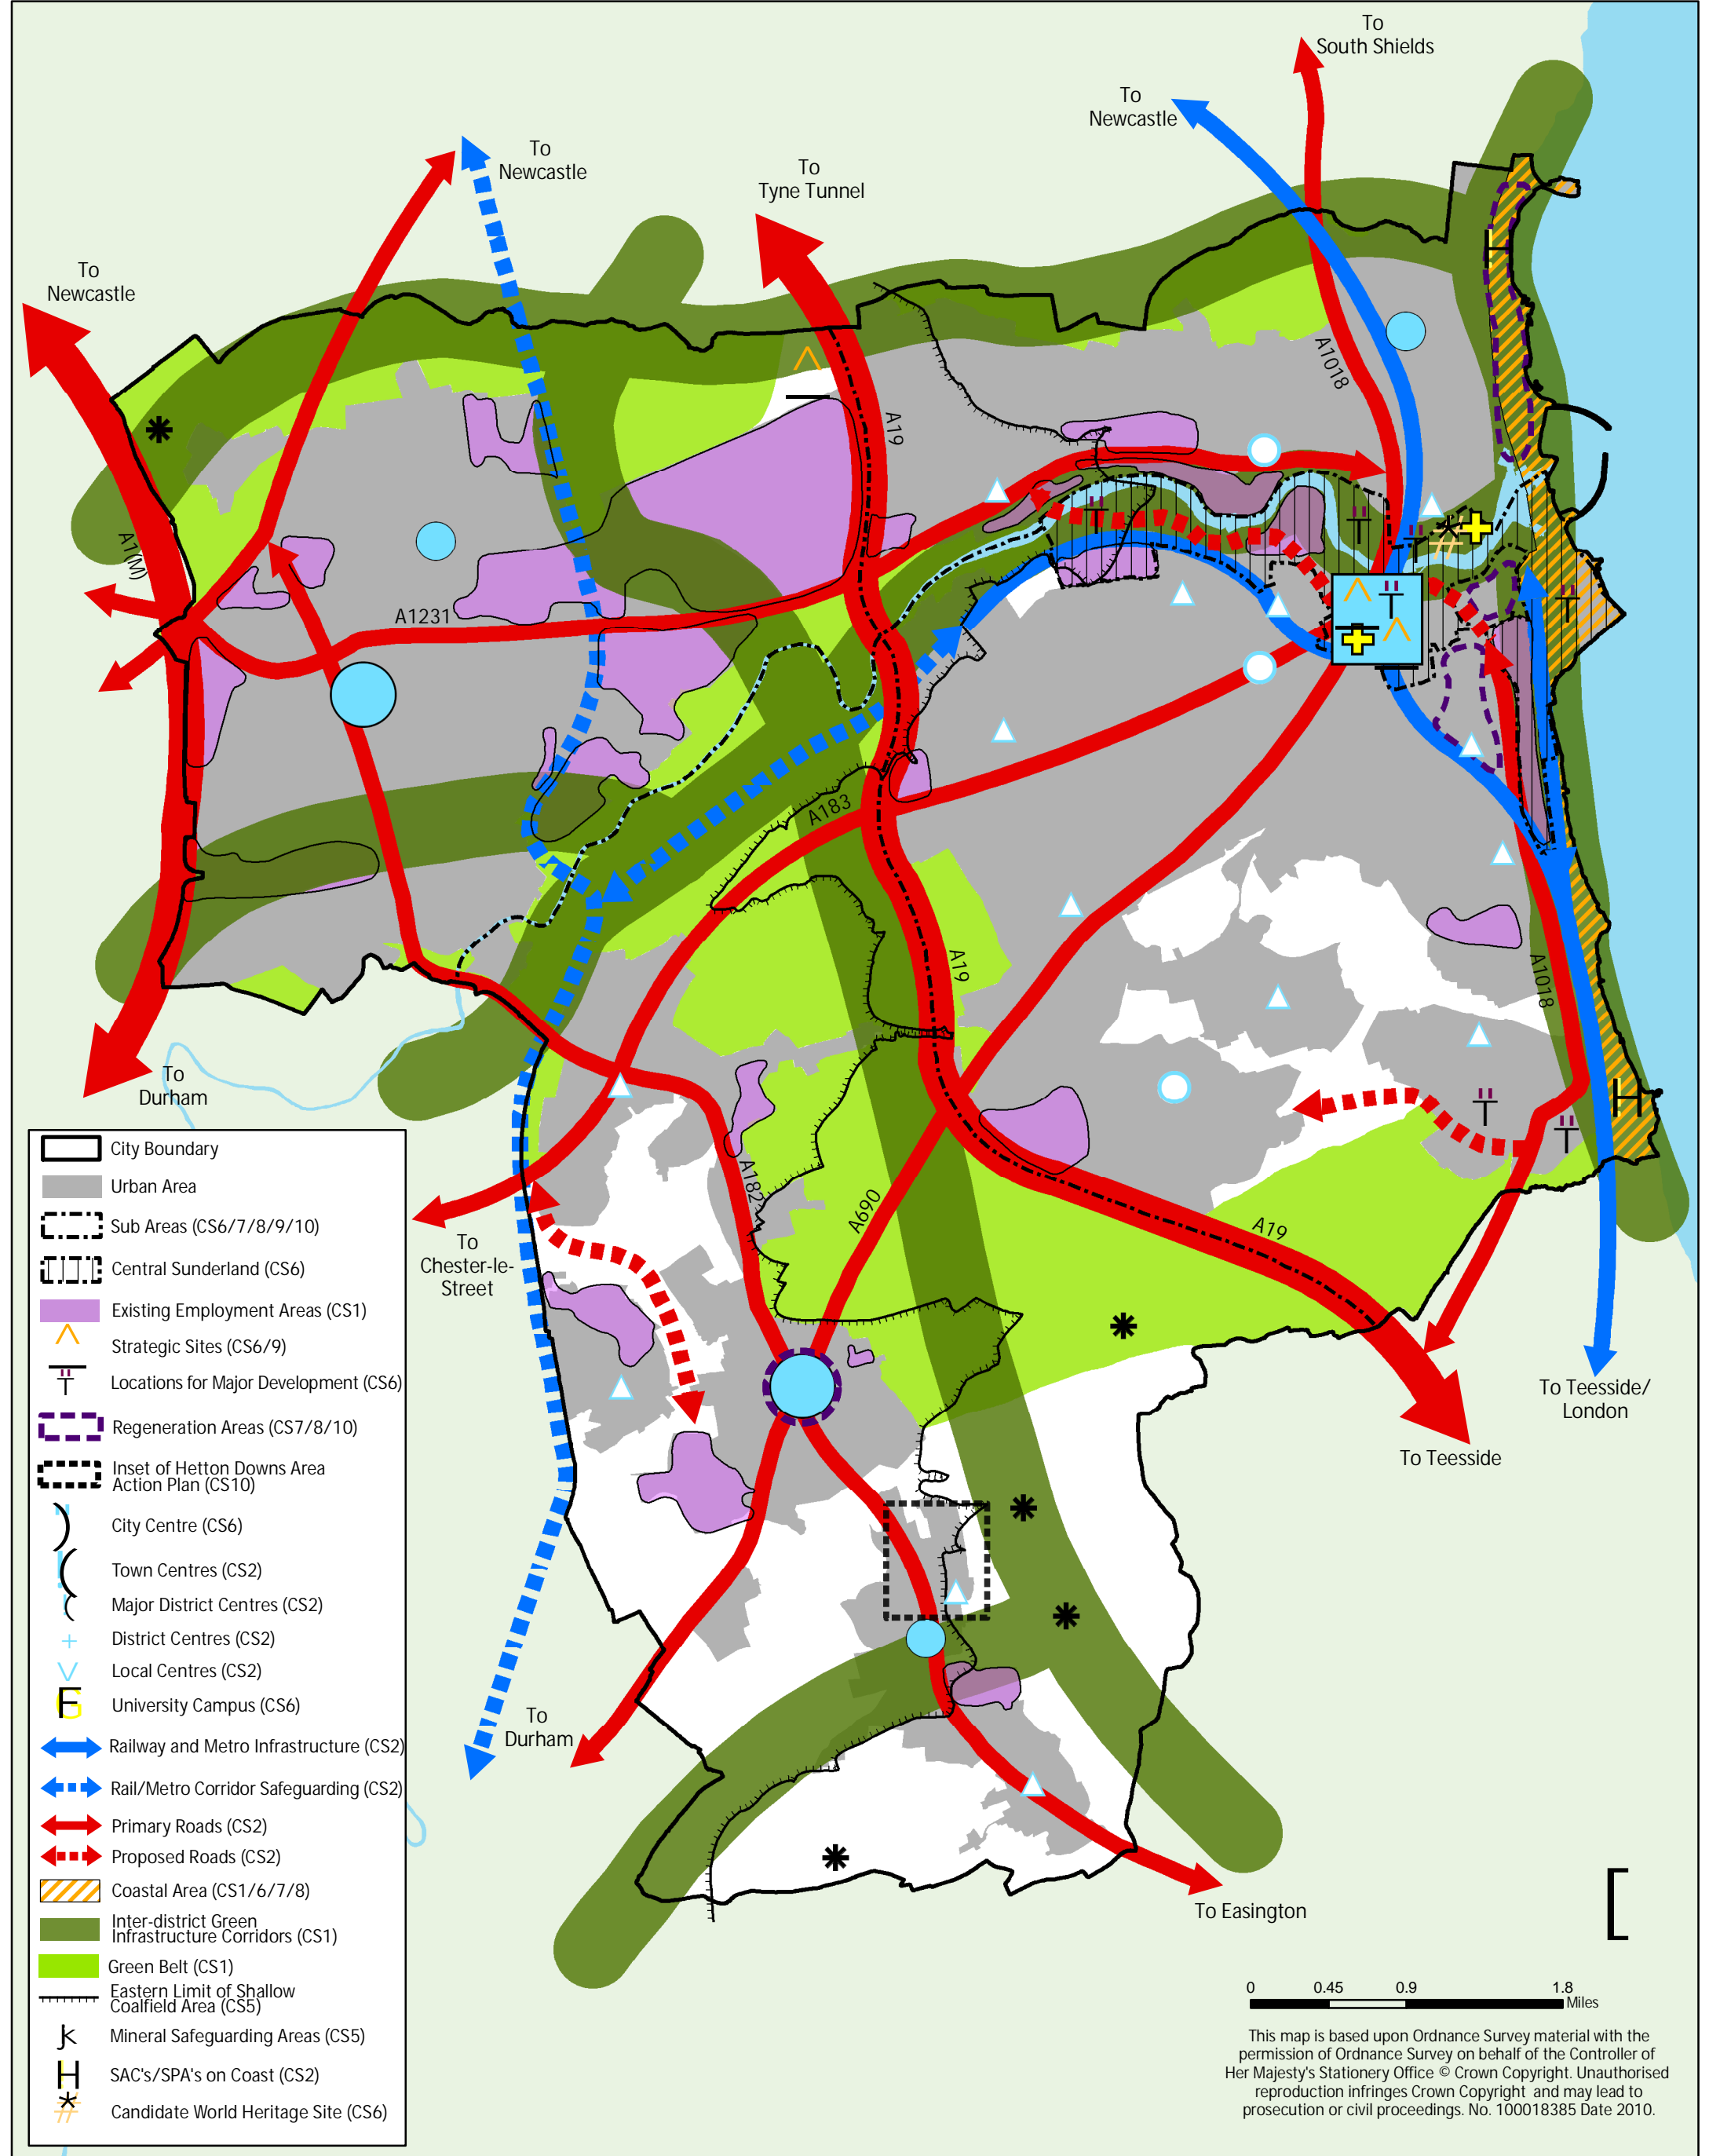 To
South Shields
To
Newcastle
To
Newcastle
To
Tyne Tunnel
To
Newcastle
A1018
A19
A1(M)
A1231
A183
A19
A1018
To
Durham
A182
A690
A19
To
Chester-le-
Street
To Teesside/
London
To Teesside
To
Durham
To Easington
City Boundary
Urban Area
Sub Areas (CS6/7/8/9/10)
Central Sunderland (CS6)
Existing Employment Areas (CS1)
Strategic Sites (CS6/9)
Locations for Major Development (CS6)
Regeneration Areas (CS7/8/10)
Inset of Hetton Downs Area
Action Plan (CS10)
City Centre (CS6)
Town Centres (CS2)
Major District Centres (CS2)
District Centres (CS2)
Local Centres (CS2)
University Campus (CS6)
Railway and Metro Infrastructure (CS2)
Rail/Metro Corridor Safeguarding (CS2)
Primary Roads (CS2)
Proposed Roads (CS2)
Coastal Area (CS1/6/7/8)
Inter-district Green
Infrastructure Corridors (CS1)
Green Belt (CS1)
Eastern Limit of Shallow
Coalfield Area (CS5)
Mineral Safeguarding Areas (CS5)
SAC's/SPA's on Coast (CS2)
Candidate World Heritage Site (CS6)
0 0.45 0.9 1.8
Miles
This map is based upon Ordnance Survey material with the
permission of Ordnance Survey on behalf of the Controller of
Her Majesty's Stationery Office © Crown Copyright. Unauthorised
reproduction infringes Crown Copyright and may lead to
prosecution or civil proceedings. No. 100018385 Date 2010.